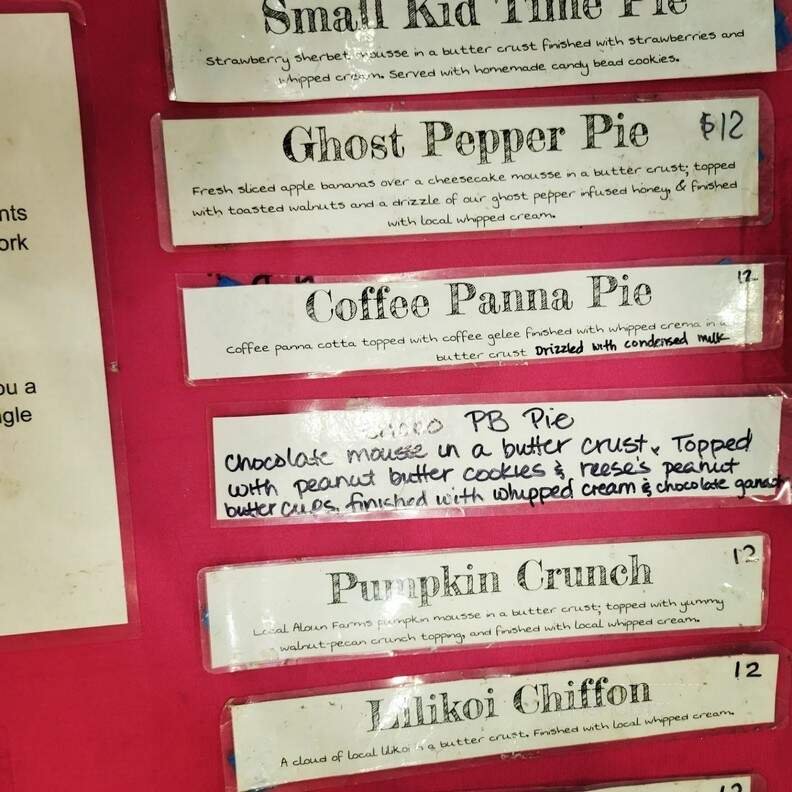 nts
ork
ou a
gle
Small Kid Time Pie
Strawberry sherbet mousse in a butter crust finished with strawberries and
whipped cream. Served with homemade candy bead cookies.
Ghost Pepper Pie $12
Fresh sliced apple bananas over a cheesecake mousse in a butter crust; topped
with toasted walnuts and a drizzle of our ghost pepper infused honey, & finished
with local whipped cream.
Coffee Panna Pie 12
coffee panna cotta topped with coffee gelee finished with whipped crema in a
butter crust Drizzled with condensed milk
PB Pie
Chocolate mousse in a butter crust. Topped
with peanut butter cookies & reese's peanut
butter cups, finished with whipped cream & chocolate ganach
Pumpkin Crunch 12
Local Aloun Farms pumpkin mousse in a butter crust; topped with yummy
walnut-pecan crunch topping, and finished with local whipped cream.
Lilikoi Chiffon 12
A cloud of local lilikoi in a butter crust. Finished with local whipped cream.
12